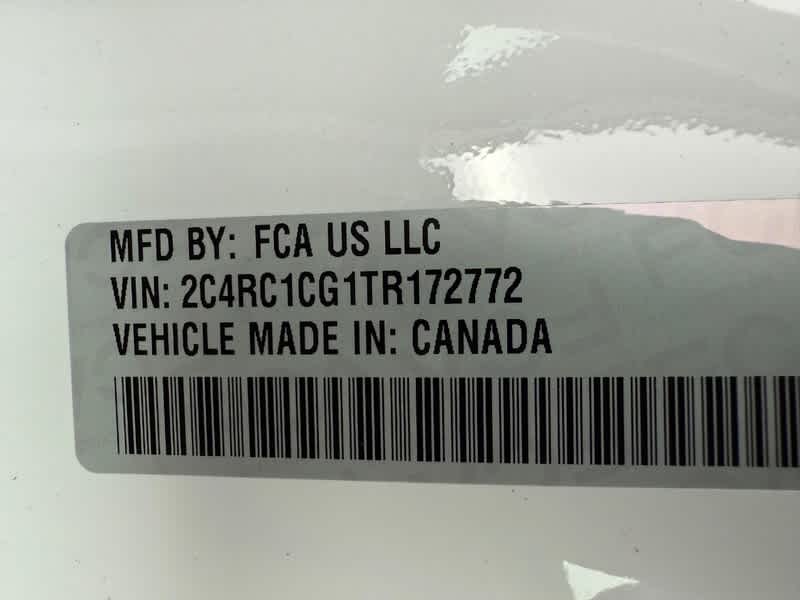 MFD BY: FCA US LLC
VIN: 2C4RC1CG1TR172772
VEHICLE MADE IN: CANADA